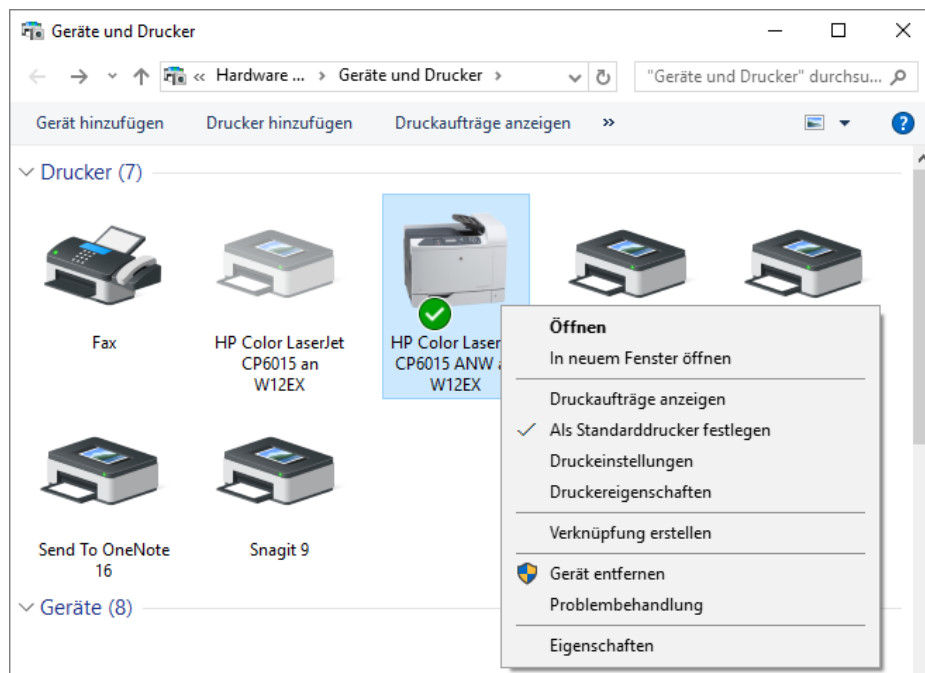 Geräte und Drucker
« Hardware ... › Geräte und Drucker ›
"Geräte und Drucker" durchsu...
Gerät hinzufügen
Drucker hinzufügen
Druckaufträge anzeigen
»
?
Drucker (7)
Fax
HP Color LaserJet
CP6015 an
W12EX
HP Color Laser
CP6015 ANW
W12EX
Öffnen
In neuem Fenster öffnen
Druckaufträge anzeigen
Als Standarddrucker festlegen
Druckeinstellungen
Druckereigenschaften
Verknüpfung erstellen
Gerät entfernen
Problembehandlung
Eigenschaften
Send To OneNote
16
Snagit 9
Geräte (8)